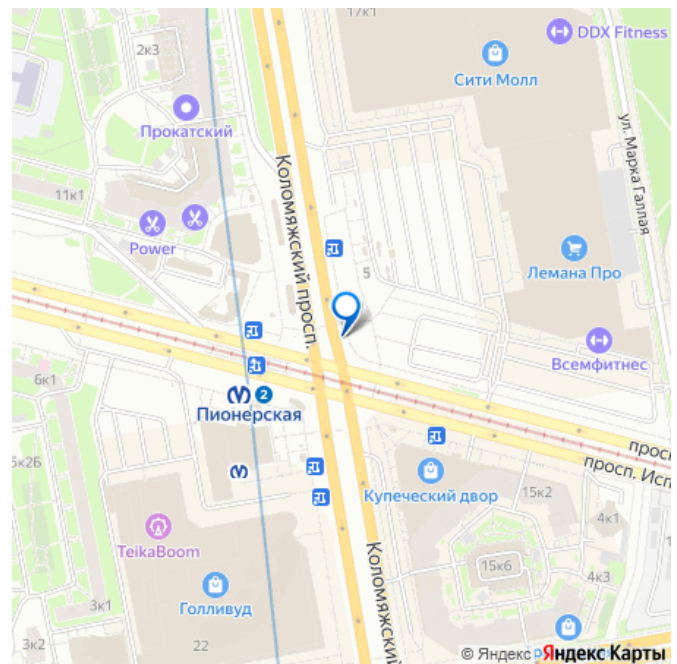 17к1
DDX Fitness
2к3
Сити Молл
Прокатский
ул. Марка Галлая
Коломяжский просп.
11к1
Power
5
Лемана Про
Всемфитнес
6к1
2
Пионерская
просп. Исп
5к2Б
Купеческий двор
15к2
4к1
TeikaBoom
15к6
4к3
Коломяжский
3к1
Голливуд
3к2
22
© Яндекс Яндекс Карты